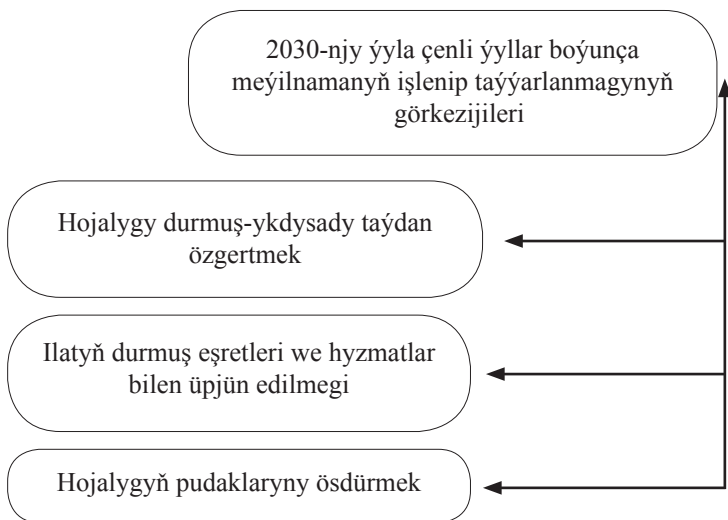 2030-njy ýyla çenli ýyllar boýunça
meýilnamanyň işlenip taýýarlanmagynyň
görkezijileri
Hojalygy durmuş-ykdysady taýdan
özgertmek
Ilatyň durmuş eşretleri we hyzmatlar
bilen üpjün edilmegi
Hojalygyň pudaklaryny ösdürmek